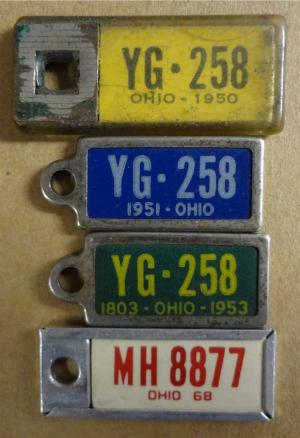 YG·258
OHIO - 1950
YG·258
1951 - OHIO
YG·258
1803 - OHIO - 1953
MH 8877
OHIO 68